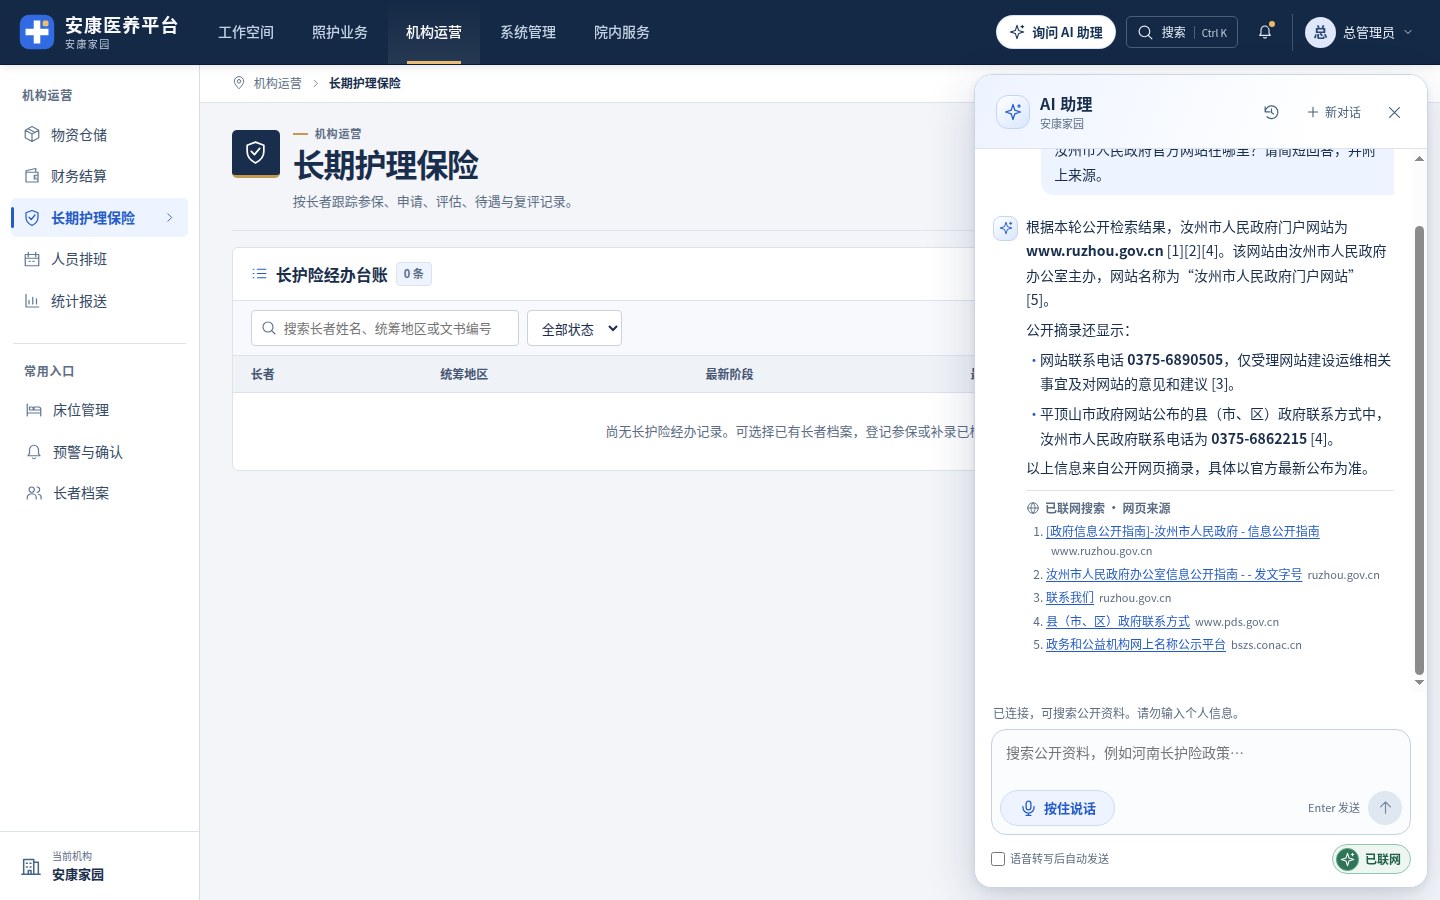 安康医养平台
安康家园
工作空间
照护业务
机构运营
系统管理
院内服务
询问 AI 助理
搜索
Ctrl K
总
总管理员
机构运营
物资仓储
财务结算
长期护理保险
人员排班
统计报送
常用入口
床位管理
预警与确认
长者档案
当前机构
安康家园
机构运营
长期护理保险
机构运营
长期护理保险
按长者跟踪参保、申请、评估、待遇与复评记录。
长护险经办台账
0 条
搜索长者姓名、统筹地区或文书编号
全部状态
长者
统筹地区
最新阶段
尚无长护险经办记录。可选择已有长者档案，登记参保或补录已
AI 助理
安康家园
新对话
汝州市人民政府官方网站在哪里？请简短回答，并附
上来源。
根据本轮公开检索结果，汝州市人民政府门户网站为
www.ruzhou.gov.cn [1][2][4]。该网站由汝州市人民政府
办公室主办，网站名称为“汝州市人民政府门户网站”
[5]。
公开摘录还显示：
• 网站联系电话 0375-6890505，仅受理网站建设运维相关
事宜及对网站的意见和建议 [3]。
• 平顶山市政府网站公布的县（市、区）政府联系方式中，
汝州市人民政府联系电话为 0375-6862215 [4]。
以上信息来自公开网页摘录，具体以官方最新公布为准。
已联网搜索 · 网页来源
1. [政府信息公开指南]-汝州市人民政府 - 信息公开指南
www.ruzhou.gov.cn
2. 汝州市人民政府办公室信息公开指南 - - 发文字号 ruzhou.gov.cn
3. 联系我们 ruzhou.gov.cn
4. 县（市、区）政府联系方式 www.pds.gov.cn
5. 政务和公益机构网上名称公示平台 bszs.conac.cn
已连接，可搜索公开资料。请勿输入个人信息。
搜索公开资料，例如河南长护险政策…
按住说话
Enter 发送
语音转写后自动发送
已联网